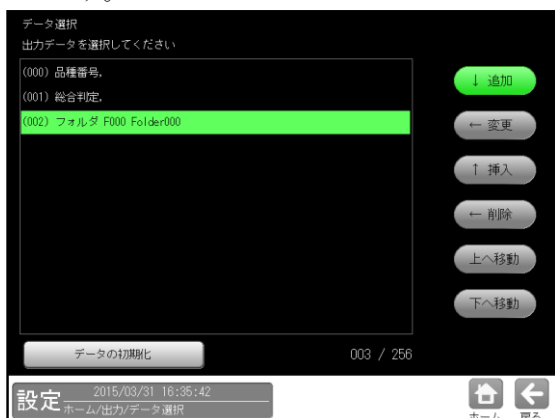 データ選択
出力データを選択してください
(000) 品種番号,
(001) 総合判定,
(002) フォルダ F000 Folder000
↓ 追加
← 変更
↑ 挿入
← 削除
上へ移動
下へ移動
データの初期化
003 / 256
設定
2015/03/31 16:35:42
ホーム/出力/データ選択
ホーム
戻る